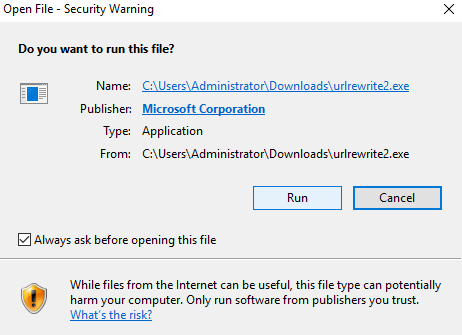 Open File - Security Warning
Do you want to run this file?
Name: C:\Users\Administrator\Downloads\urlrewrite2.exe
Publisher: Microsoft Corporation
Type: Application
From: C:\Users\Administrator\Downloads\urlrewrite2.exe
Run Cancel
Always ask before opening this file
While files from the Internet can be useful, this file type can potentially
harm your computer. Only run software from publishers you trust.
What's the risk?